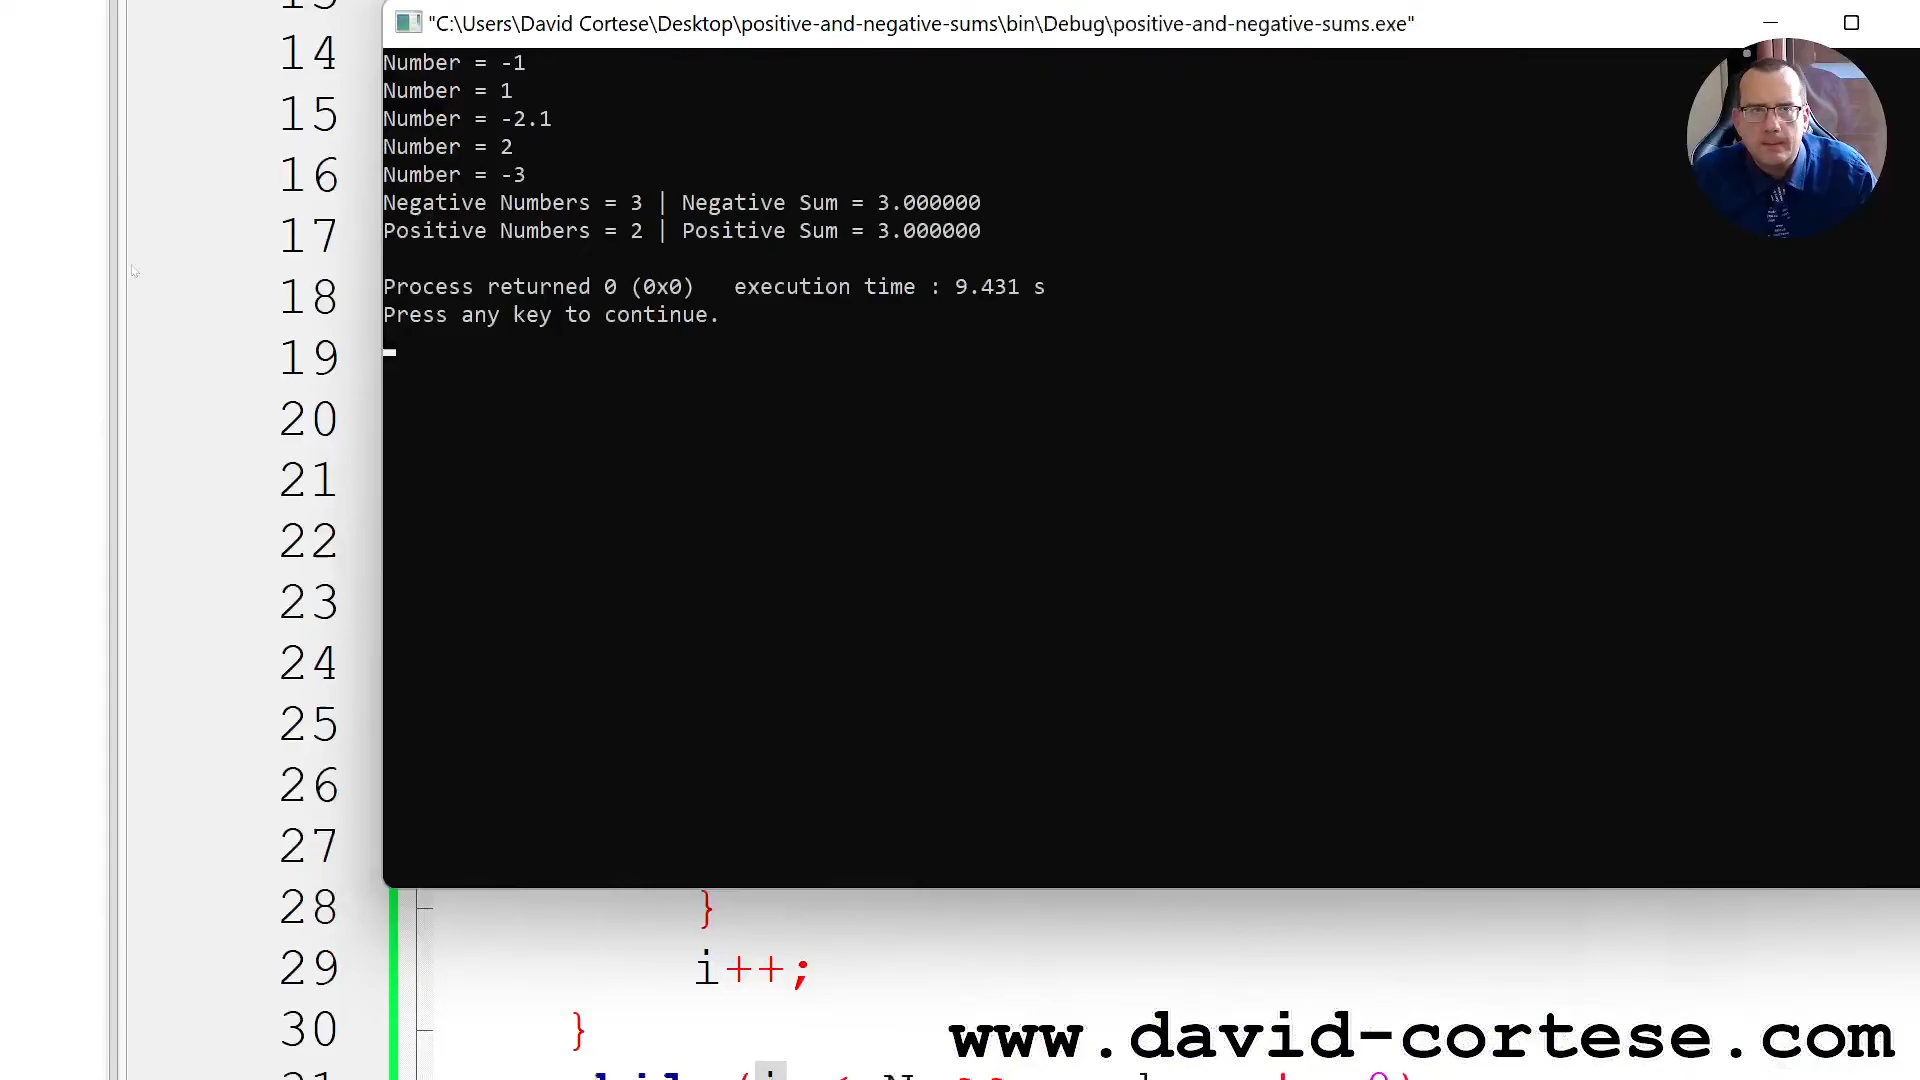 "C:\Users\David Cortese\Desktop\positive-and-negative-sums\bin\Debug\positive-and-negative-sums.exe"
Number = -1
Number = 1
Number = -2.1
Number = 2
Number = -3
Negative Numbers = 3 | Negative Sum = 3.000000
Positive Numbers = 2 | Positive Sum = 3.000000
Process returned 0 (0x0)   execution time : 9.431 s
Press any key to continue.
14
15
16
17
18
19
20
21
22
23
24
25
26
27
28 }
29 i++;
30 }
www.david-cortese.com